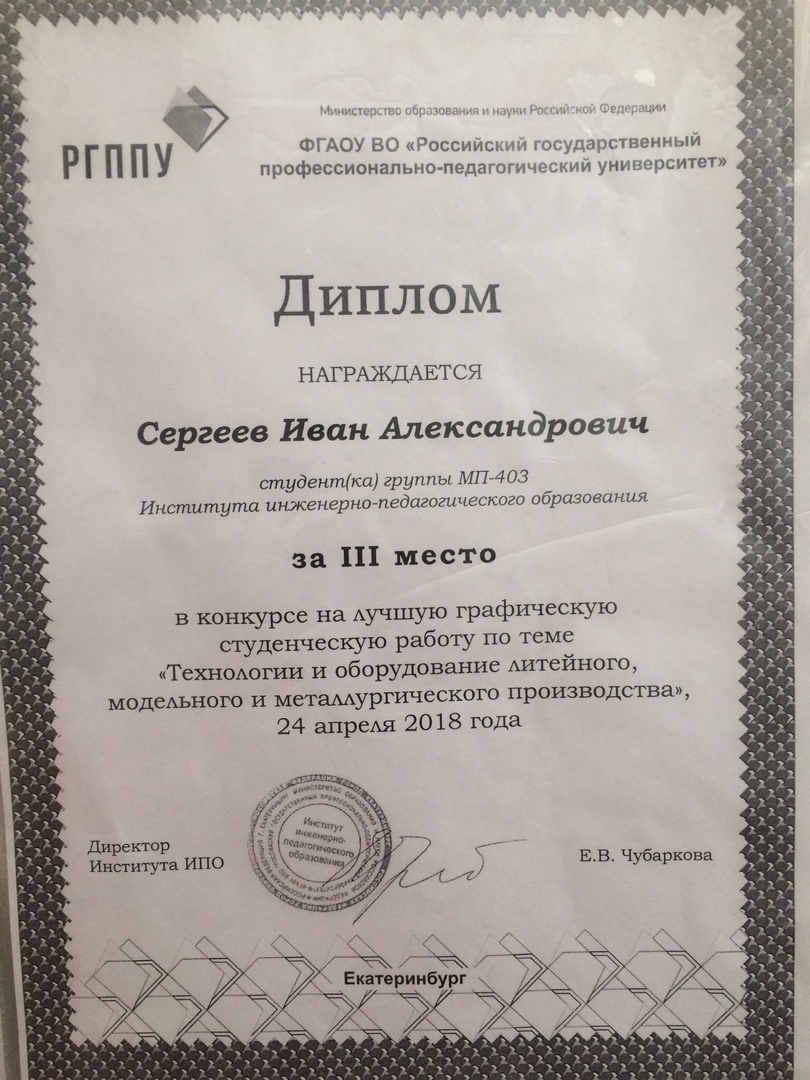 РГППУ
Министерство образования и науки Российской Федерации
ФГАОУ ВО «Российский государственный
профессионально-педагогический университет»
Диплом
НАГРАЖДАЕТСЯ
Сергеев Иван Александрович
студент(ка) группы МП-403
Института инженерно-педагогического образования
за III место
в конкурсе на лучшую графическую
студенческую работу по теме
«Технологии и оборудование литейного,
модельного и металлургического производства»,
24 апреля 2018 года
Институт
инженерно-
педагогического
образования
Директор
Института ИПО
Е.В. Чубаркова
Екатеринбург